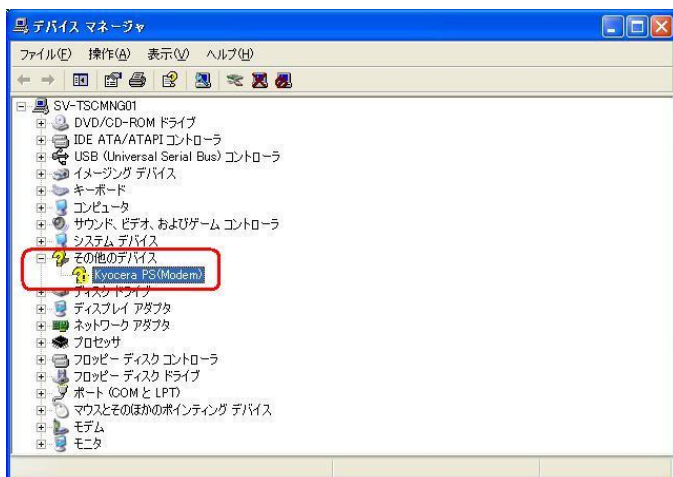 デバイス マネージャ
ファイル(F) 操作(A) 表示(V) ヘルプ(H)
SV-TSCMNG01
DVD/CD-ROM ドライブ
IDE ATA/ATAPI コントローラ
USB (Universal Serial Bus) コントローラ
イメージング デバイス
キーボード
コンピュータ
サウンド、ビデオ、およびゲーム コントローラ
システム デバイス
その他のデバイス
Kyocera PS(Modem)
ディスク ドライブ
ディスプレイ アダプタ
ネットワーク アダプタ
プロセッサ
フロッピー ディスク コントローラ
フロッピー ディスク ドライブ
ポート (COM と LPT)
マウスとそのほかのポインティング デバイス
モデム
モニタ